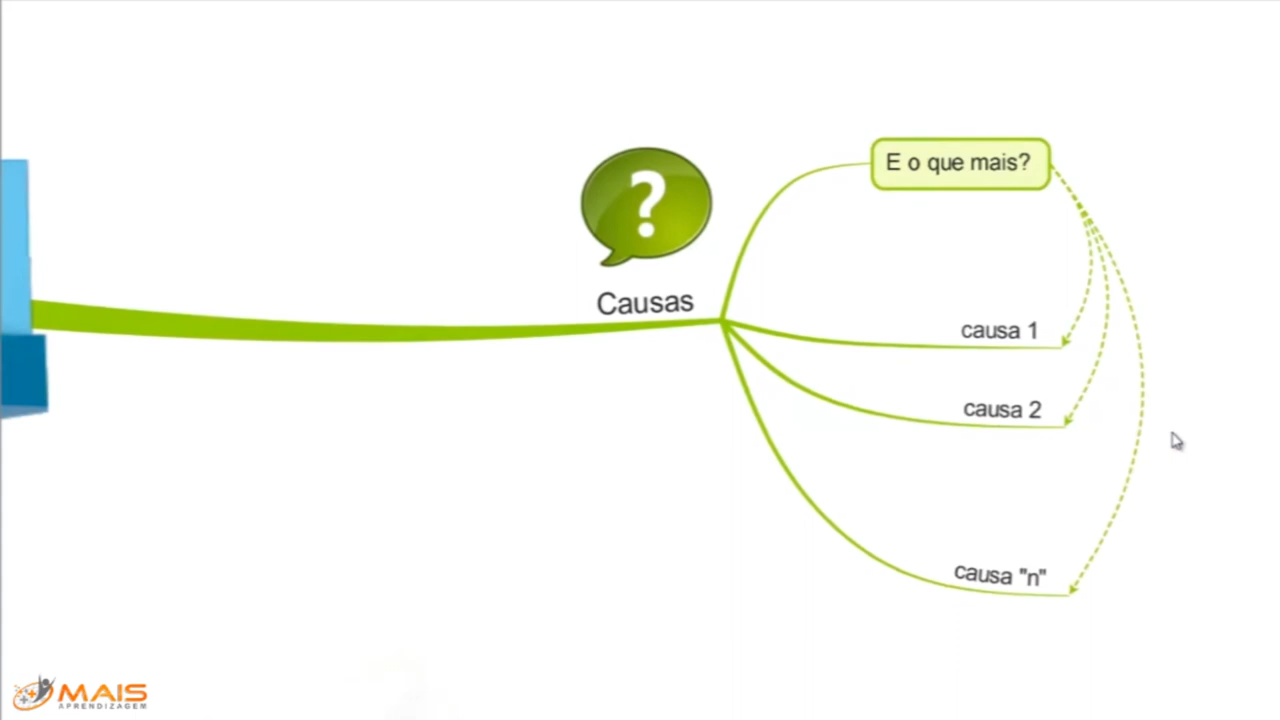 E o que mais?
?
Causas
causa 1
causa 2
causa "n"
MAIS
APRENDIZAGEM